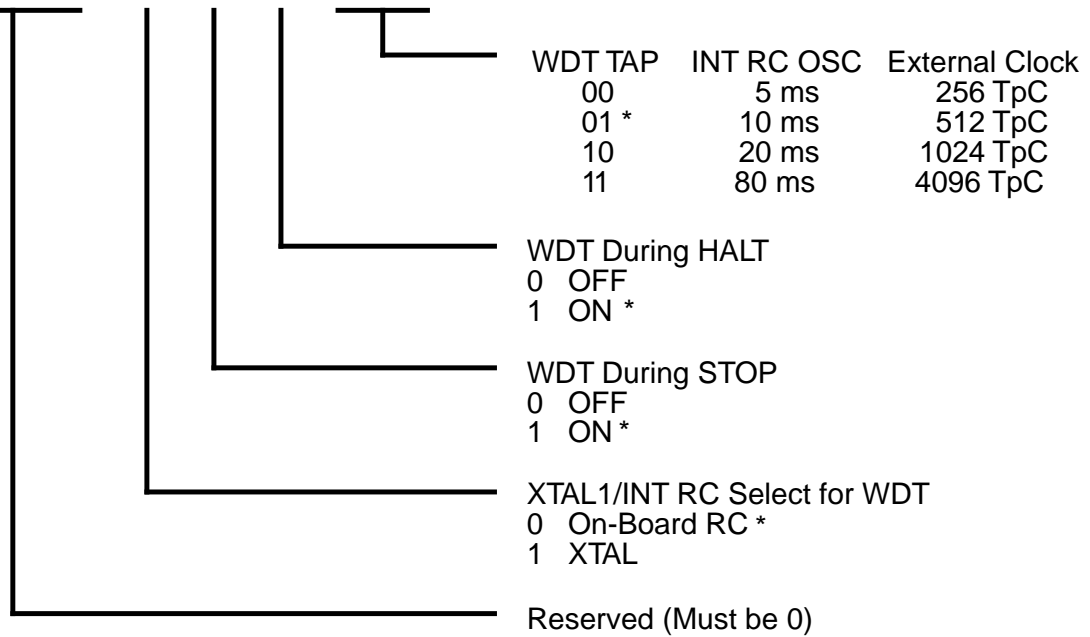 WDT TAP INT RC OSC External Clock
00 5 ms 256 TpC
01 * 10 ms 512 TpC
10 20 ms 1024 TpC
11 80 ms 4096 TpC
WDT During HALT
0 OFF
1 ON *
WDT During STOP
0 OFF
1 ON *
XTAL1/INT RC Select for WDT
0 On-Board RC *
1 XTAL
Reserved (Must be 0)